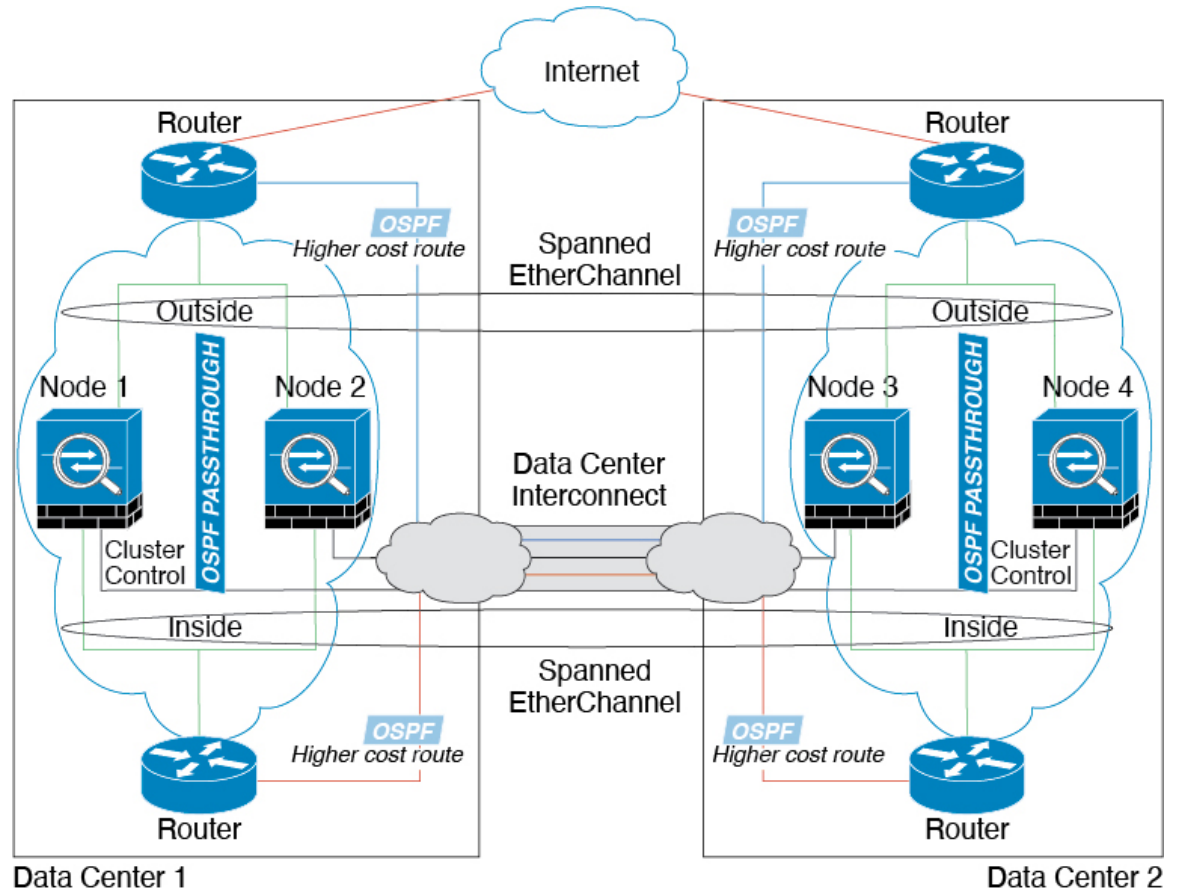 Internet
Router
Router
OSPF
Higher cost route
Spanned
EtherChannel
OSPF
Higher cost route
Outside
Outside
Node 1
OSPF PASSTHROUGH
Node 2
Node 3
OSPF PASSTHROUGH
Node 4
Data Center
Interconnect
Cluster
Control
Cluster
Control
Inside
Inside
Spanned
EtherChannel
OSPF
Higher cost route
OSPF
Higher cost route
Router
Router
Data Center 1
Data Center 2